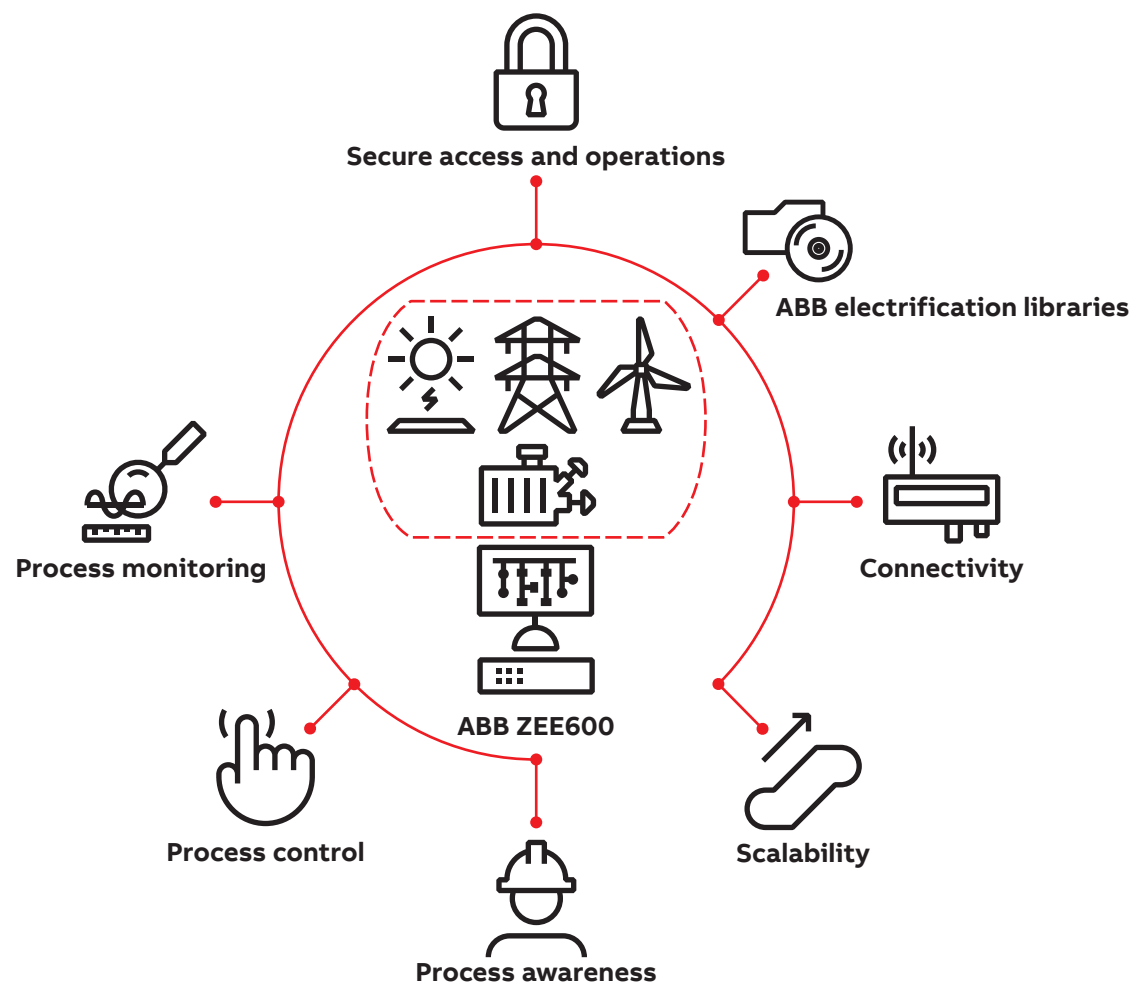 Secure access and operations
ABB electrification libraries
Process monitoring
Connectivity
ABB ZEE600
Process control
Scalability
Process awareness